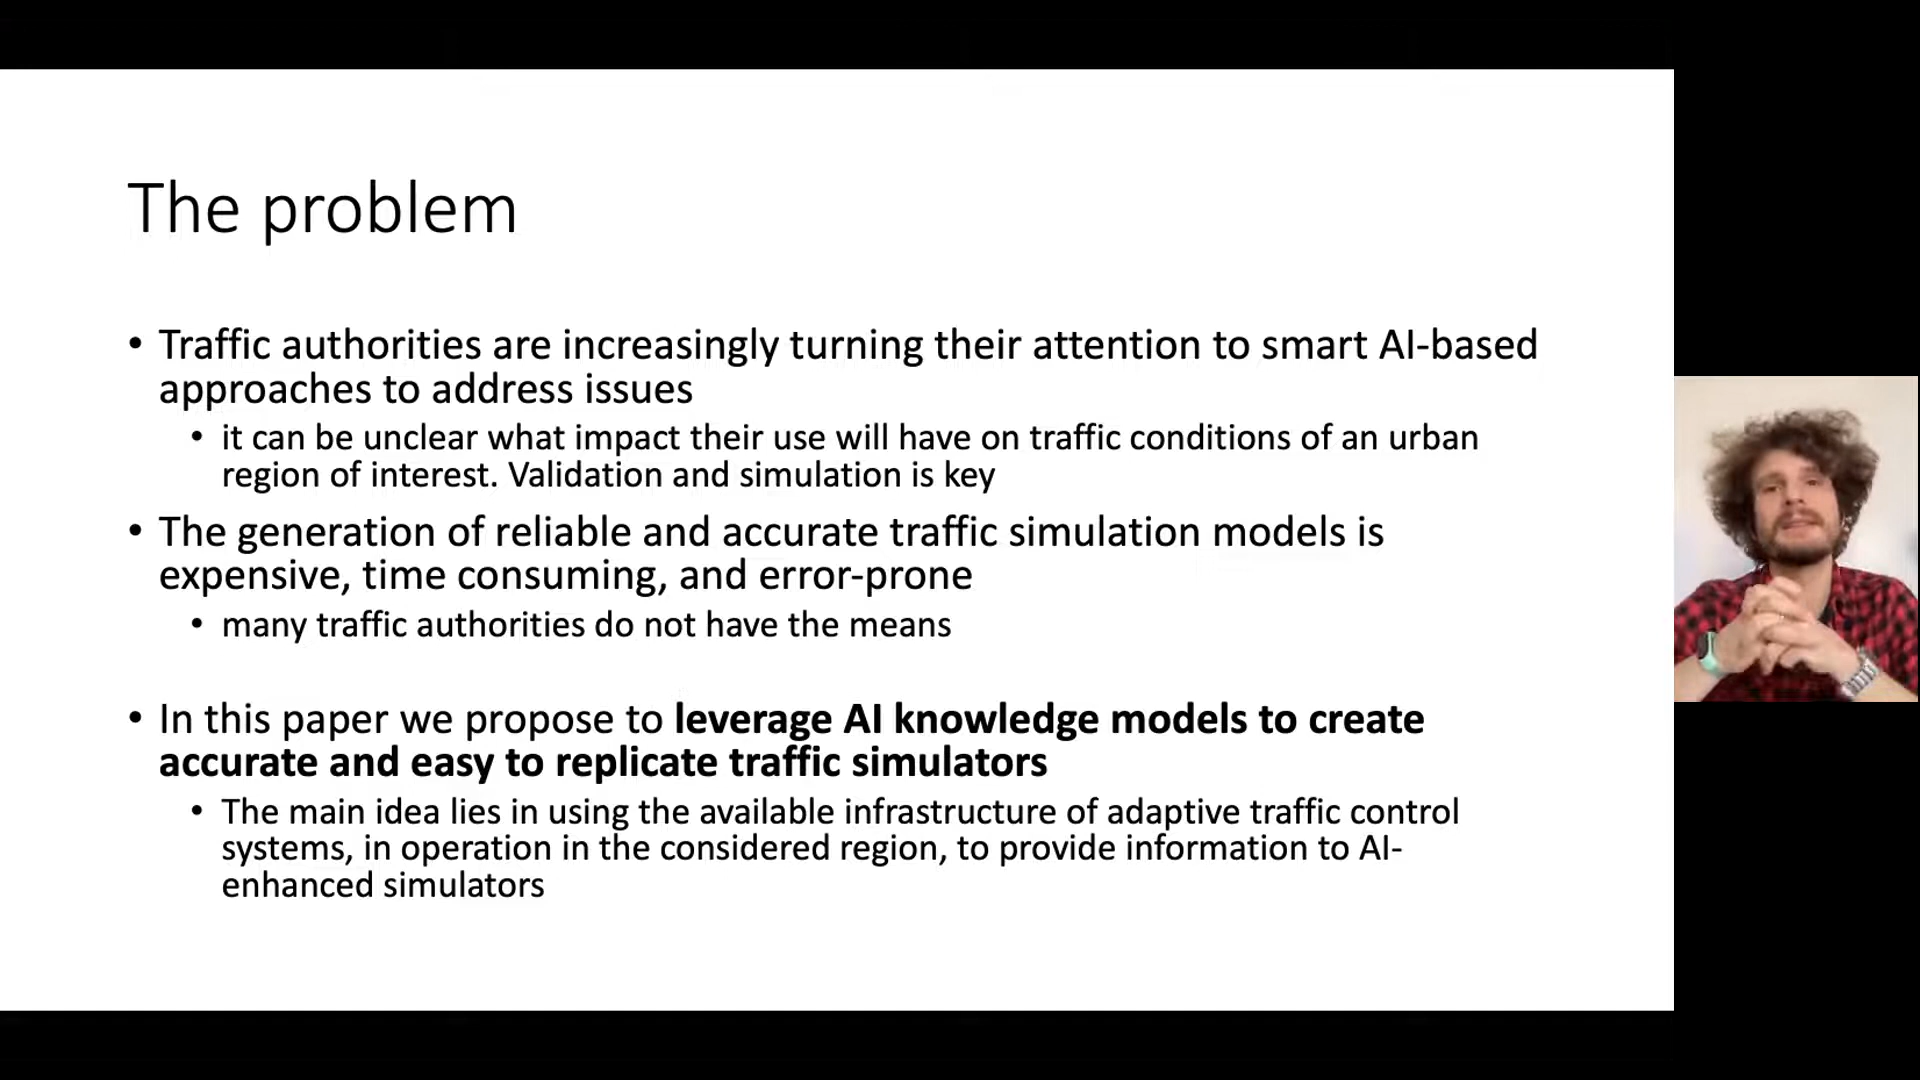 The problem
• Traffic authorities are increasingly turning their attention to smart AI-based
approaches to address issues
• it can be unclear what impact their use will have on traffic conditions of an urban
region of interest. Validation and simulation is key
• The generation of reliable and accurate traffic simulation models is
expensive, time consuming, and error-prone
• many traffic authorities do not have the means
• In this paper we propose to leverage AI knowledge models to create
accurate and easy to replicate traffic simulators
• The main idea lies in using the available infrastructure of adaptive traffic control
systems, in operation in the considered region, to provide information to AI-
enhanced simulators